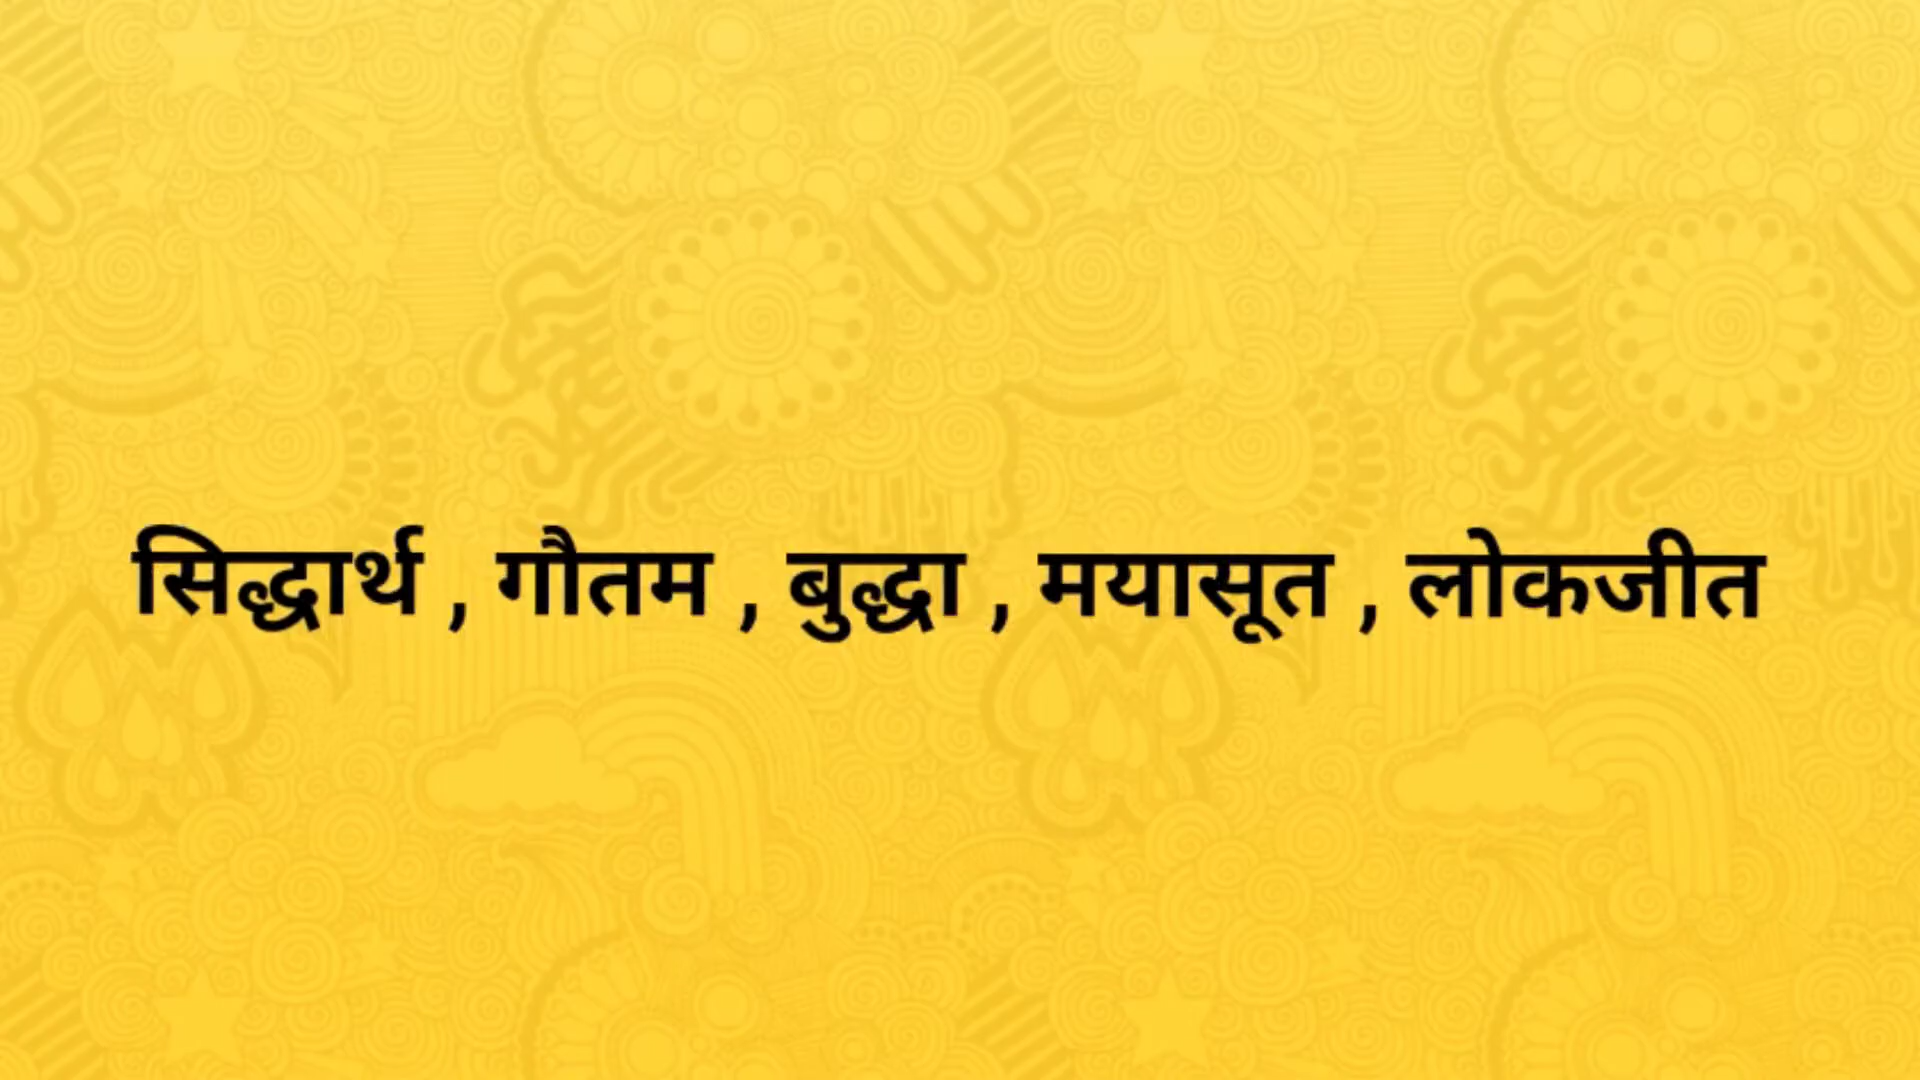 सिद्धार्थ , गौतम , बुद्धा , मयासूत , लोकजीत